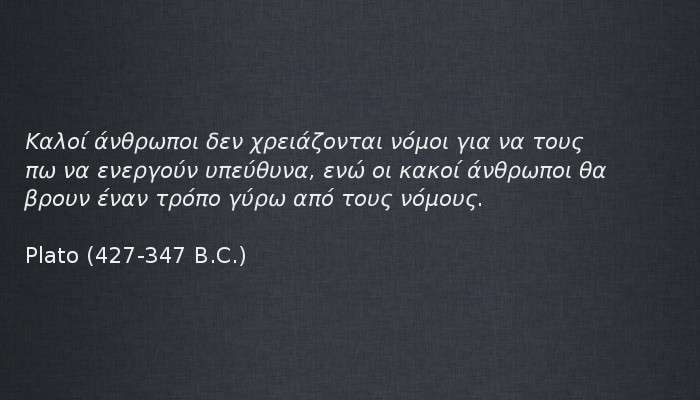 Καλοί άνθρωποι δεν χρειάζονται νόμοι για να τους
πω να ενεργούν υπεύθυνα, ενώ οι κακοί άνθρωποι θα
βρουν έναν τρόπο γύρω από τους νόμους.
Plato (427-347 B.C.)